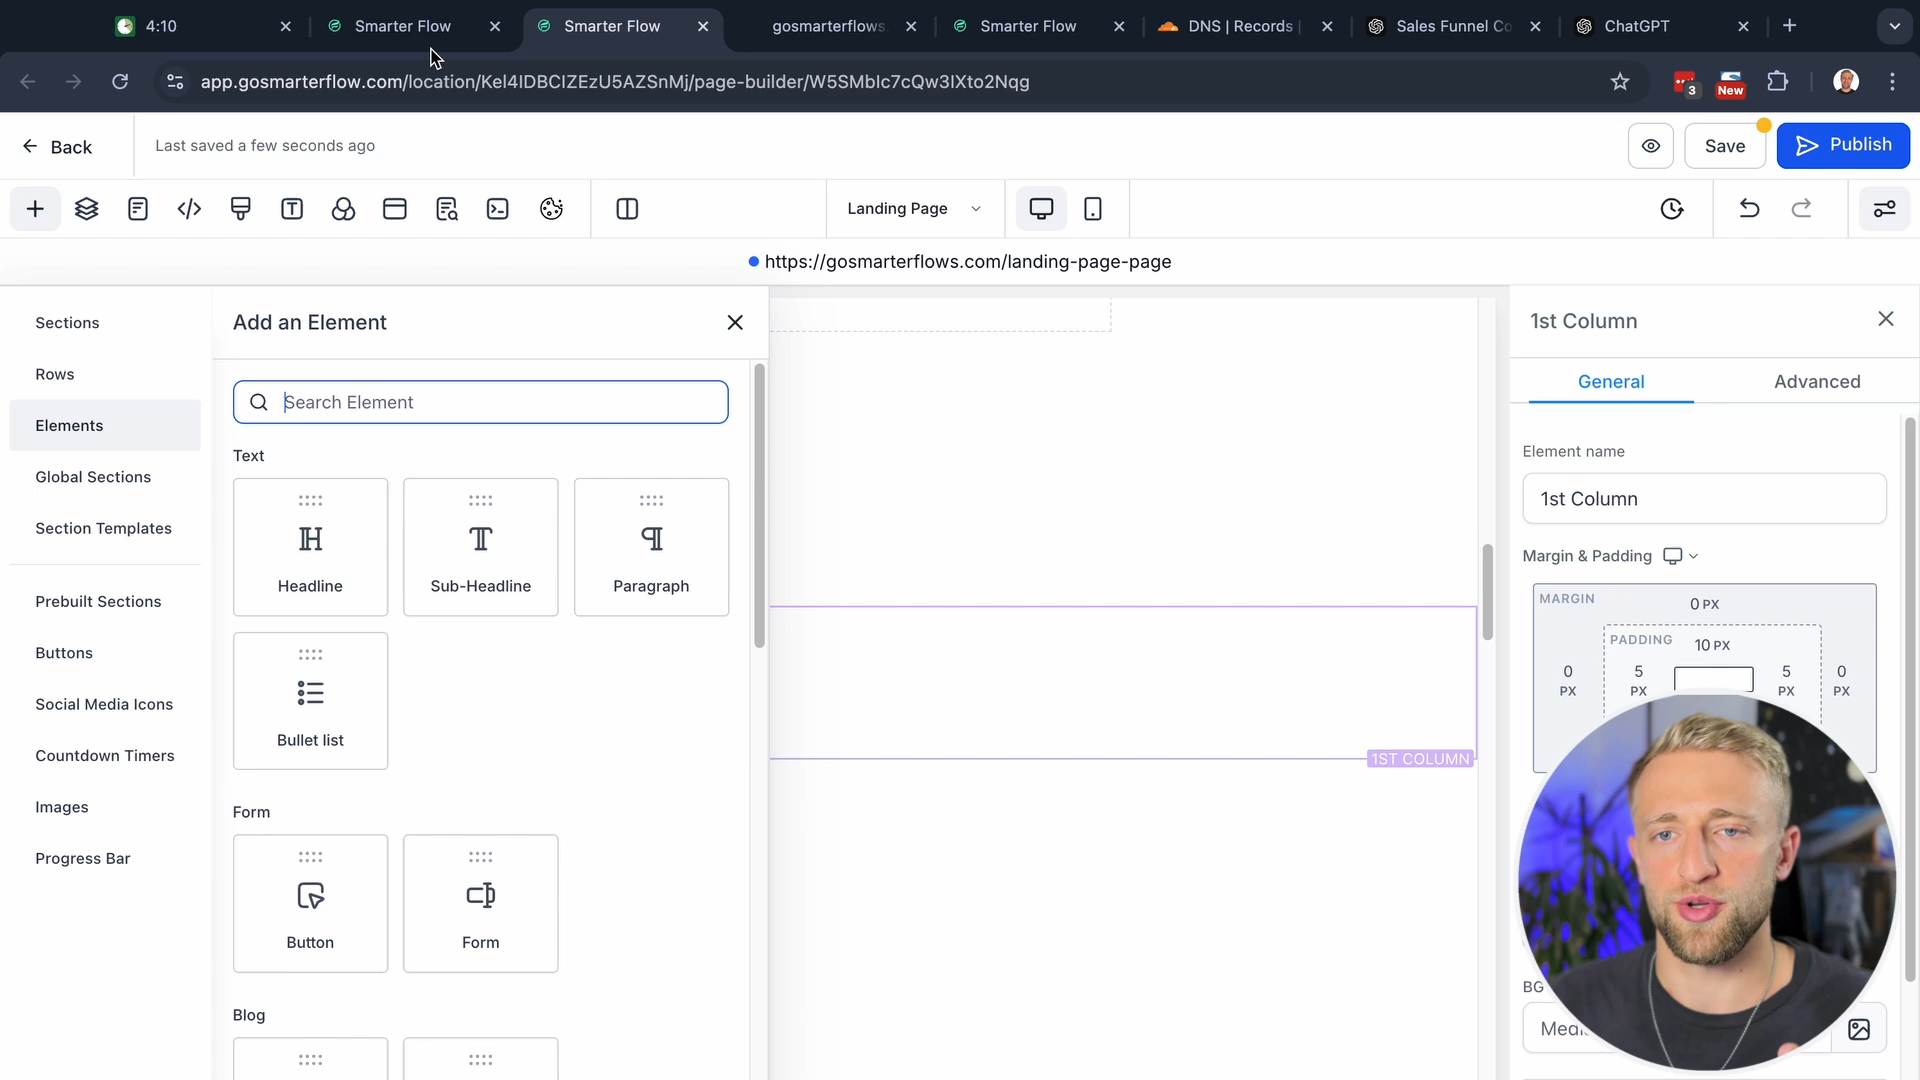 4:10
Smarter Flow
Smarter Flow
gosmarterflows
Smarter Flow
DNS | Records |
Sales Funnel Co
ChatGPT
app.gosmarterflow.com/location/Kel4IDBCIZEzU5AZSnMj/page-builder/W5SMblc7cQw3IXto2Nqg
3
New
Back
Last saved a few seconds ago
Save
Publish
Landing Page
https://gosmarterflows.com/landing-page-page
Sections
Rows
Elements
Global Sections
Section Templates
Prebuilt Sections
Buttons
Social Media Icons
Countdown Timers
Images
Progress Bar
Add an Element
Search Element
Text
Headline
Sub-Headline
Paragraph
Bullet list
Form
Button
Form
Blog
1ST COLUMN
1st Column
General
Advanced
Element name
1st Column
Margin & Padding
MARGIN
0 PX
PADDING
10 PX
0 PX
5 PX
5 PX
0 PX
BG